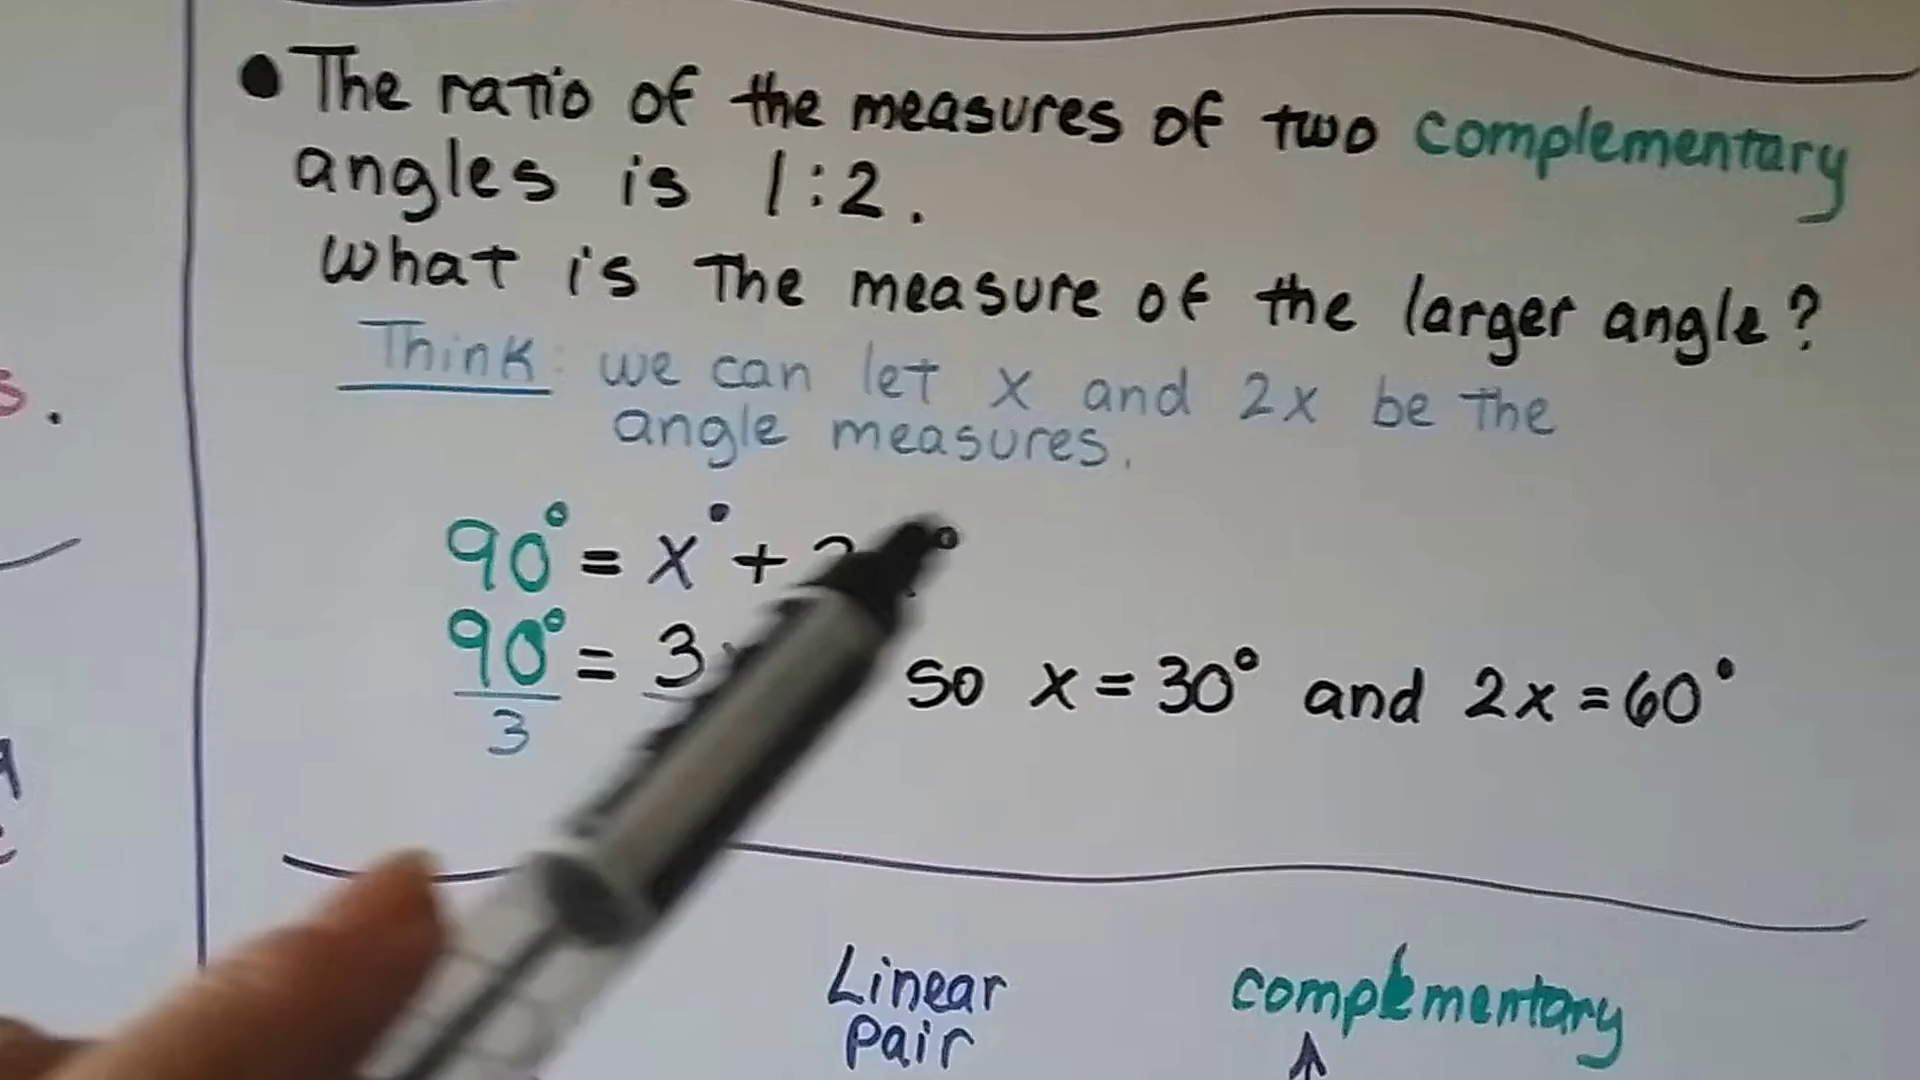 • The ratio of the measures of two complementary
angles is 1:2.
What is The measure of the larger angle?
Think: we can let x and 2x be the
angle measures.
90° = x° +
90° = 3
3
so x = 30° and 2x = 60°
s.
Linear
pair
complementary